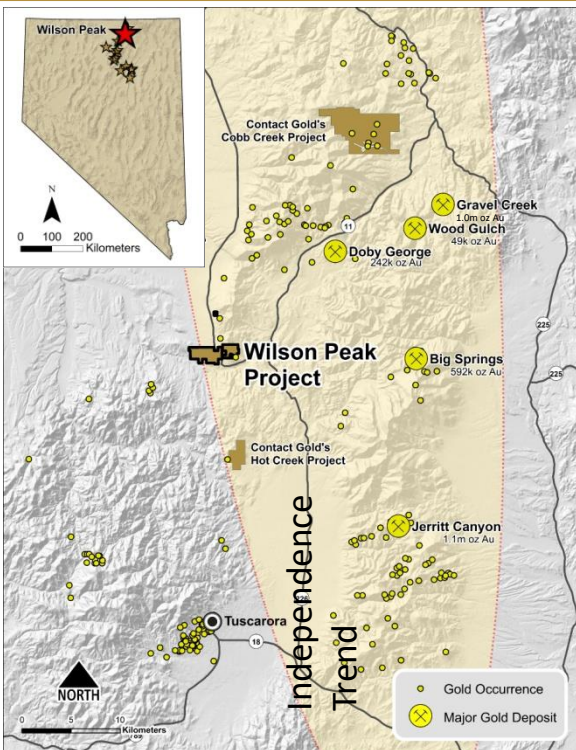 Wilson Peak
N
0 100 200
Kilometers
Contact Gold's
Cobb Creek Project
Gravel Creek
1.0m oz Au
Wood Gulch
49k oz Au
11
Doby George
242k oz Au
225
Wilson Peak
Project
Big Springs
592k oz Au
225
Contact Gold's
Hot Creek Project
Jerritt Canyon
1.1m oz Au
Independence
Trend
226
Tuscarora
18
NORTH
0 5 10
Kilometers
Gold Occurrence
Major Gold Deposit